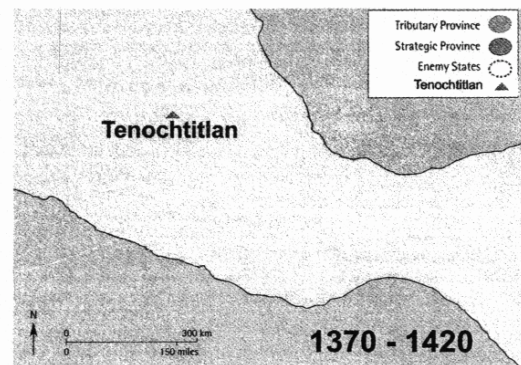 Tributary Province
Strategic Province
Enemy States
Tenochtitlan
Tenochtitlan
N
0 300 km
0 150 miles
1370 - 1420